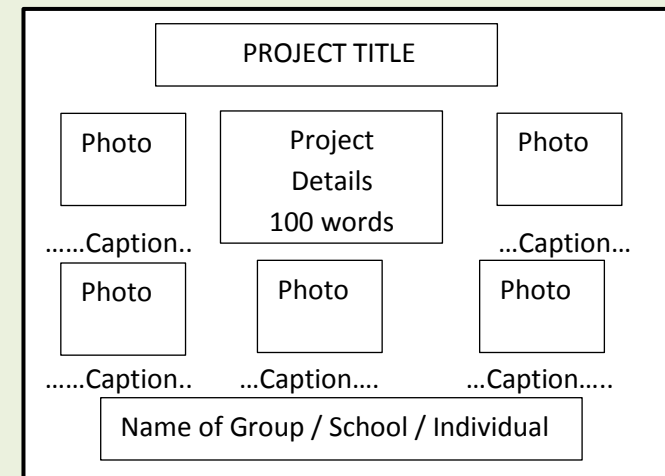 PROJECT TITLE
Photo
Project
Details
100 words
Photo
……Caption..
…Caption…
Photo
Photo
Photo
……Caption..
…Caption….
…Caption…..
Name of Group / School / Individual